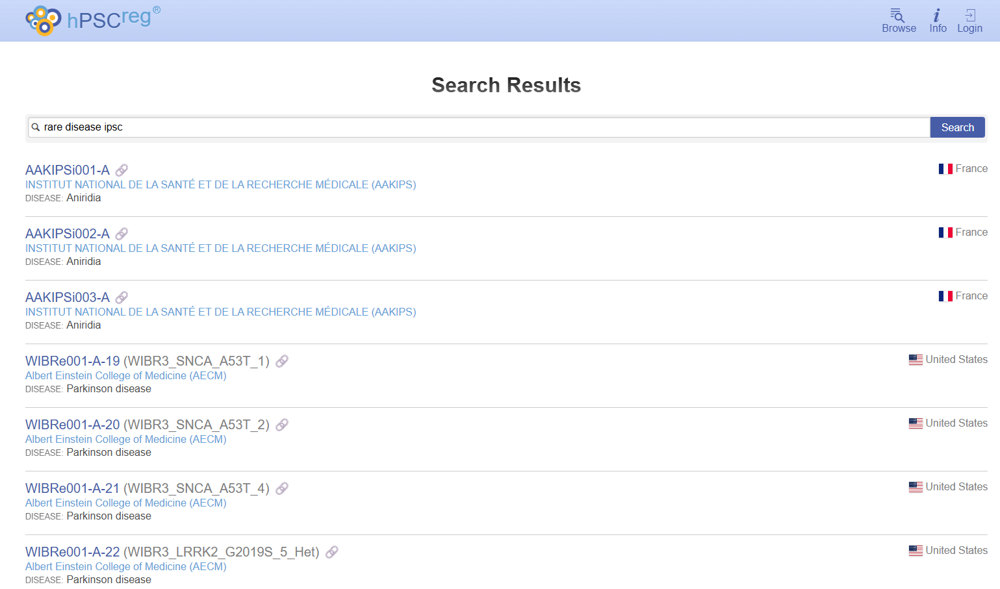 hPSCreg®
Browse
Info
Login
Search Results
rare disease ipsc
Search
AAKIPSi001-A
France
INSTITUT NATIONAL DE LA SANTÉ ET DE LA RECHERCHE MÉDICALE (AAKIPS)
DISEASE: Aniridia
AAKIPSi002-A
France
INSTITUT NATIONAL DE LA SANTÉ ET DE LA RECHERCHE MÉDICALE (AAKIPS)
DISEASE: Aniridia
AAKIPSi003-A
France
INSTITUT NATIONAL DE LA SANTÉ ET DE LA RECHERCHE MÉDICALE (AAKIPS)
DISEASE: Aniridia
WIBRe001-A-19 (WIBR3_SNCA_A53T_1)
United States
Albert Einstein College of Medicine (AECM)
DISEASE: Parkinson disease
WIBRe001-A-20 (WIBR3_SNCA_A53T_2)
United States
Albert Einstein College of Medicine (AECM)
DISEASE: Parkinson disease
WIBRe001-A-21 (WIBR3_SNCA_A53T_4)
United States
Albert Einstein College of Medicine (AECM)
DISEASE: Parkinson disease
WIBRe001-A-22 (WIBR3_LRRK2_G2019S_5_Het)
United States
Albert Einstein College of Medicine (AECM)
DISEASE: Parkinson disease